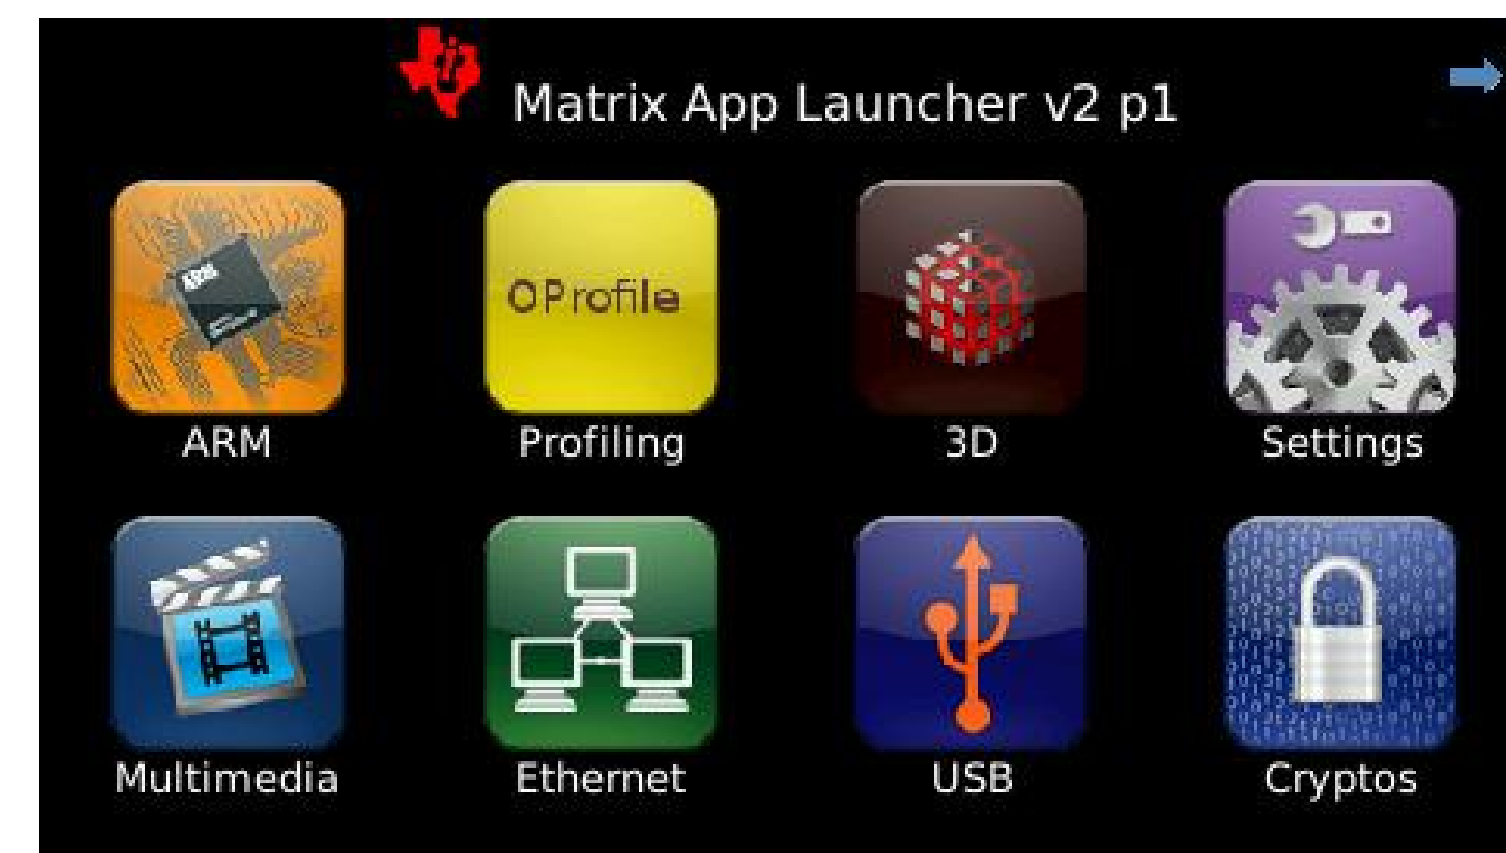 Matrix App Launcher v2 p1
OProfile
ARM
Profiling
3D
Settings
Multimedia
Ethernet
USB
Cryptos